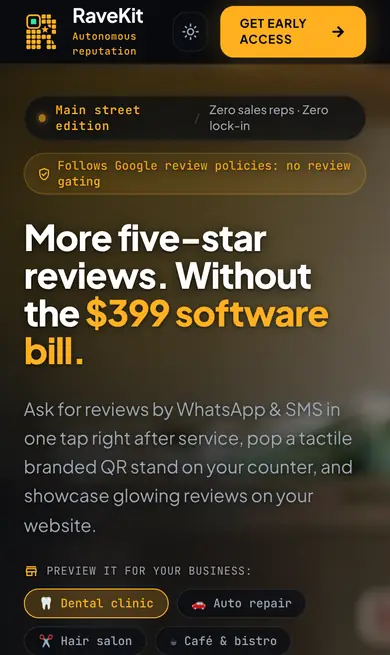 RaveKit
Autonomous
reputation
GET EARLY
ACCESS
Main street
edition
/
Zero sales reps · Zero
lock-in
Follows Google review policies: no review
gating
More five-star
reviews. Without
the $399 software
bill.
Ask for reviews by WhatsApp & SMS in
one tap right after service, pop a tactile
branded QR stand on your counter, and
showcase glowing reviews on your
website.
PREVIEW IT FOR YOUR BUSINESS:
Dental clinic
Auto repair
Hair salon
Café & bistro